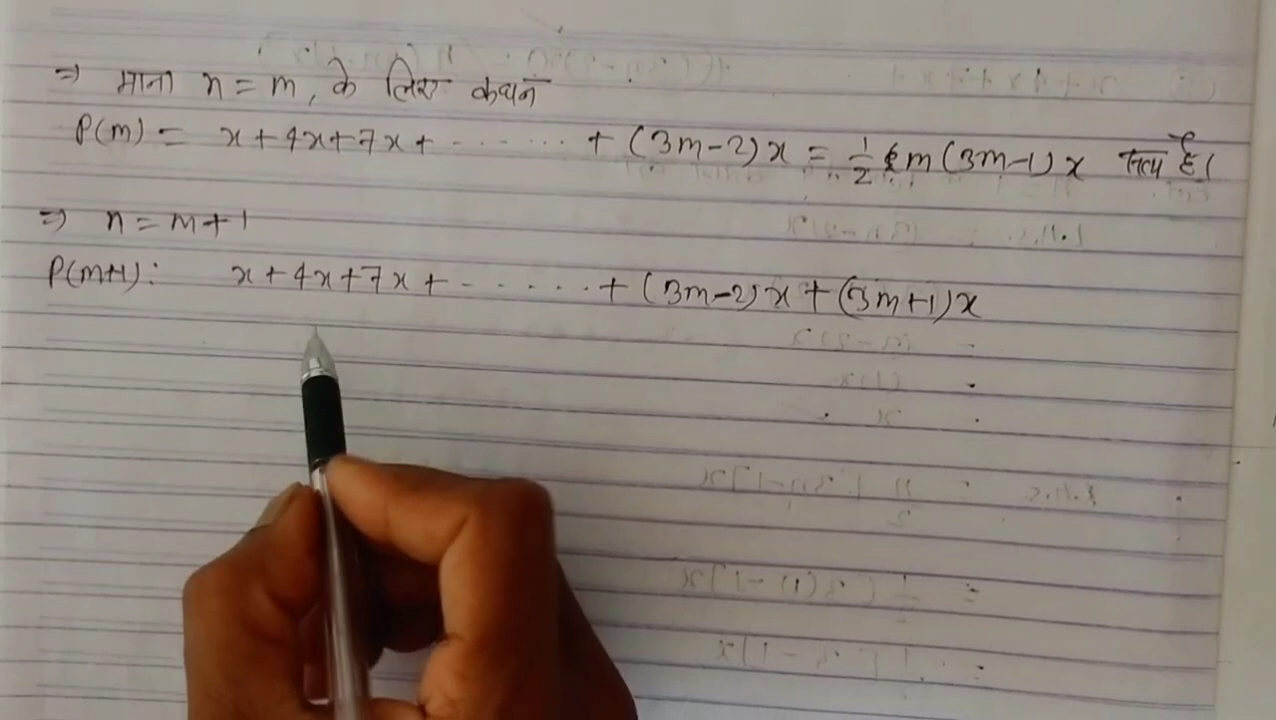 ⇒ माना n = m, के लिए कथन
P(m) = x + 4x + 7x + ....... + (3m-2)x = 1/2 m(3m-1)x सत्य है।
⇒ n = m+1
P(m+1): x + 4x + 7x + ....... + (3m-2)x + (3m+1)x